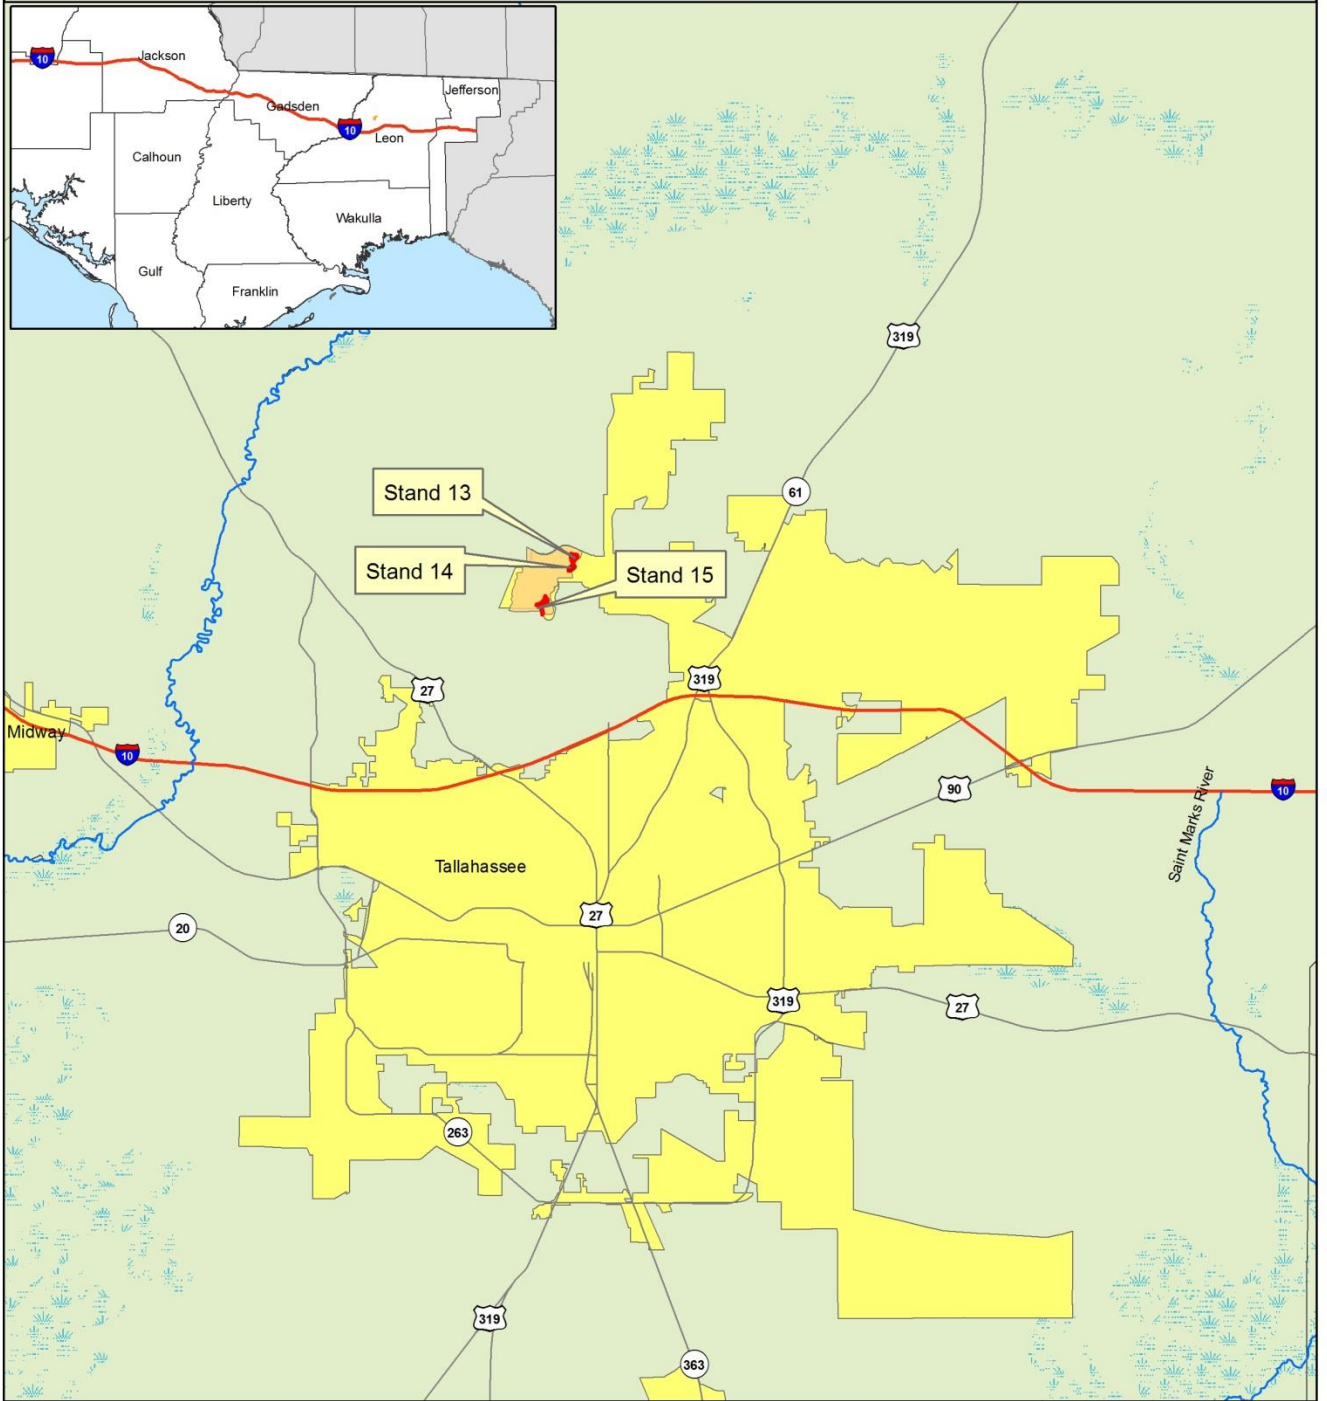 10
Jackson
Gadsden
Jefferson
10
Leon
Calhoun
Liberty
Wakulla
Gulf
Franklin
319
61
Stand 13
Stand 14
Stand 15
319
27
Midway
10
90
10
Saint Marks River
Tallahassee
27
20
319
27
263
319
363